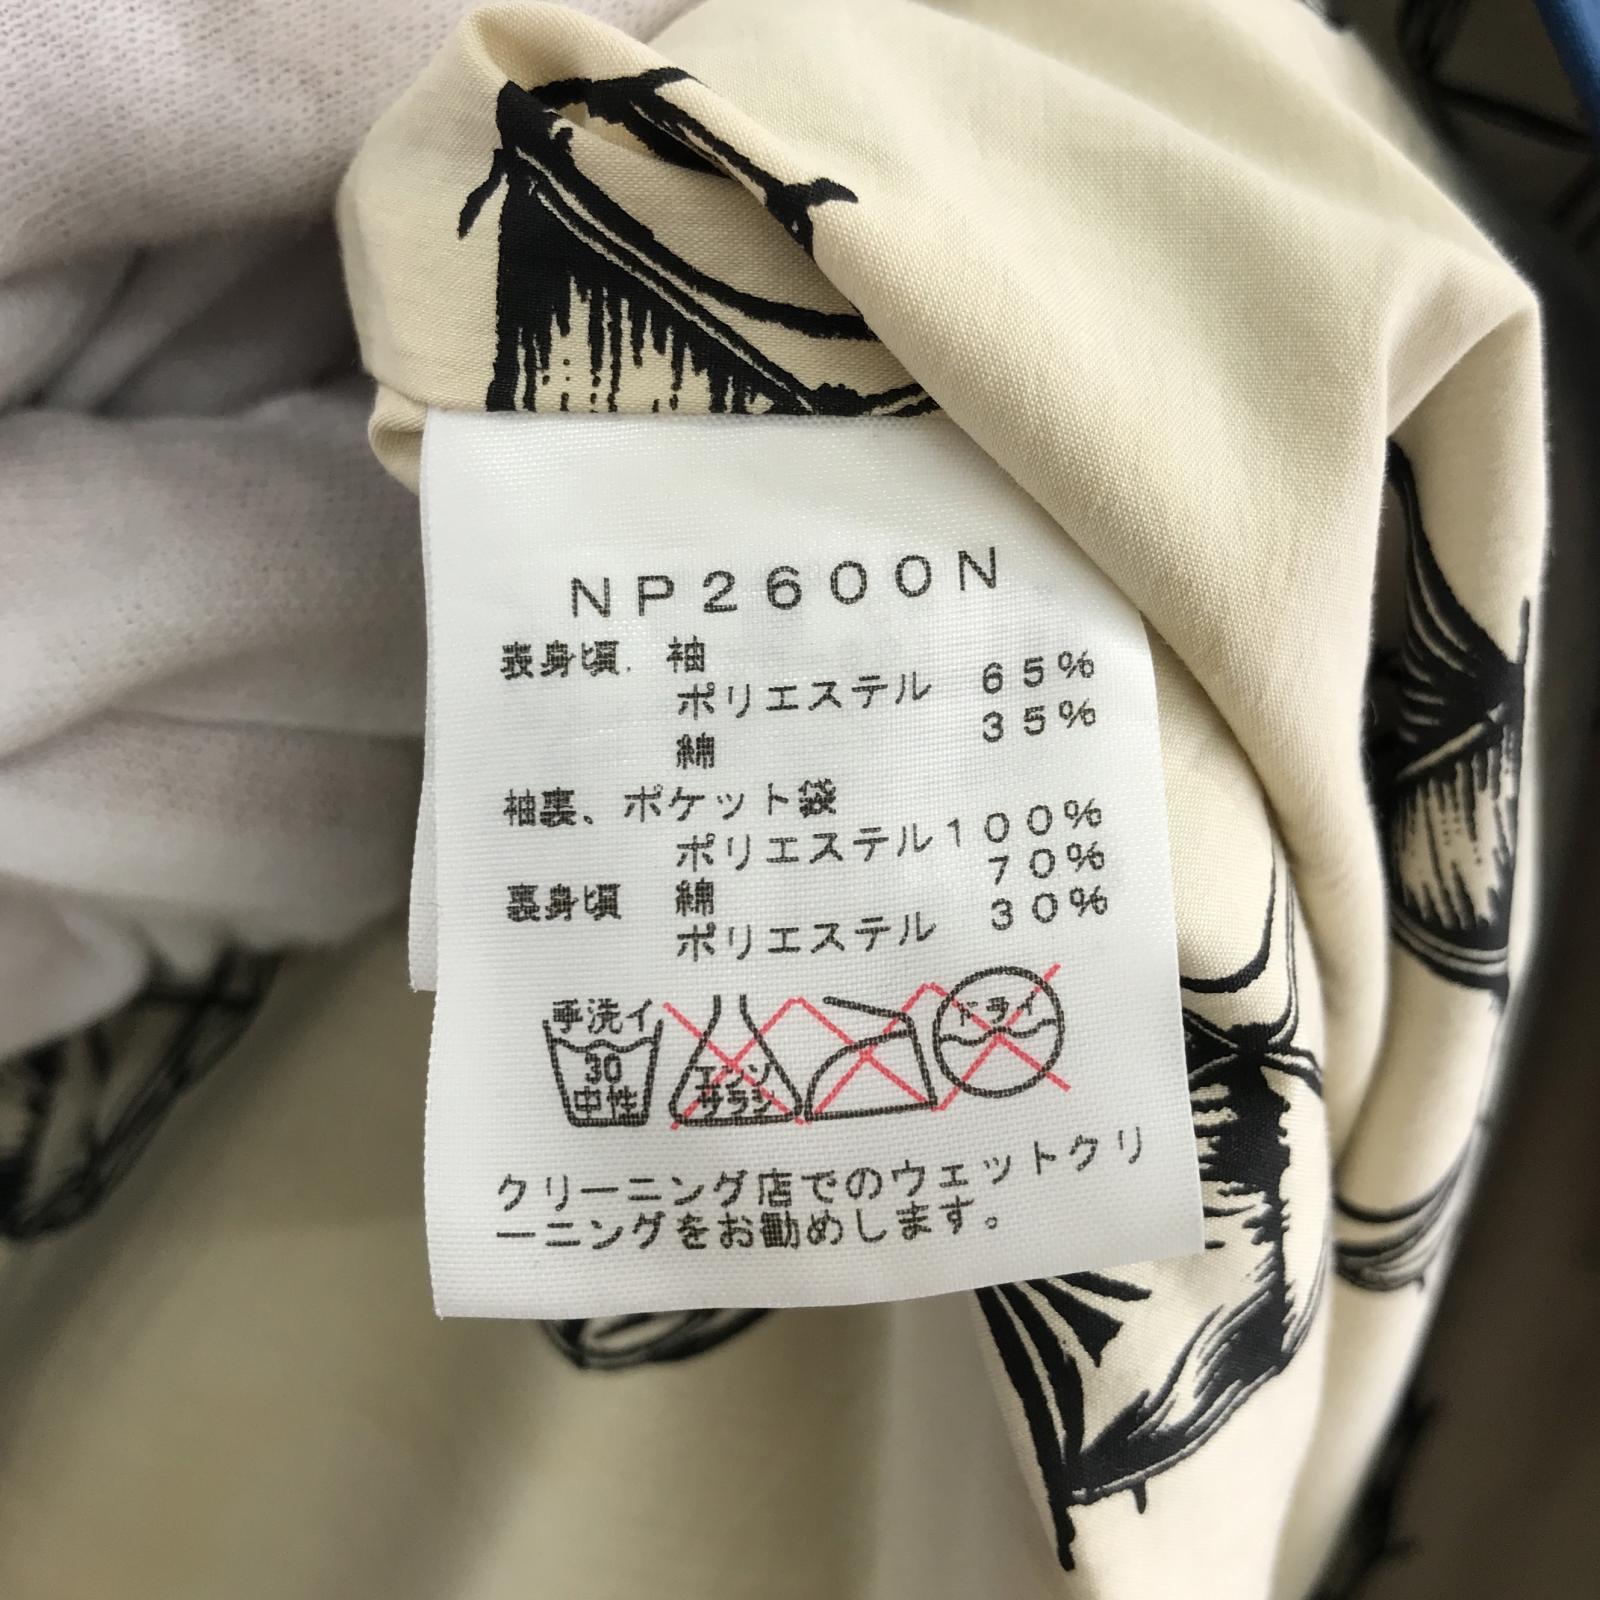 NP2600N
表身頃.　袖
ポリエステル　65%
綿　35%
袖裏、ポケット袋
ポリエステル100%
裏身頃　綿　70%
ポリエステル　30%
手洗イ
30
中性
エンソ
サラシ
ドライ
クリーニング店でのウェットクリ
ーニングをお勧めします。